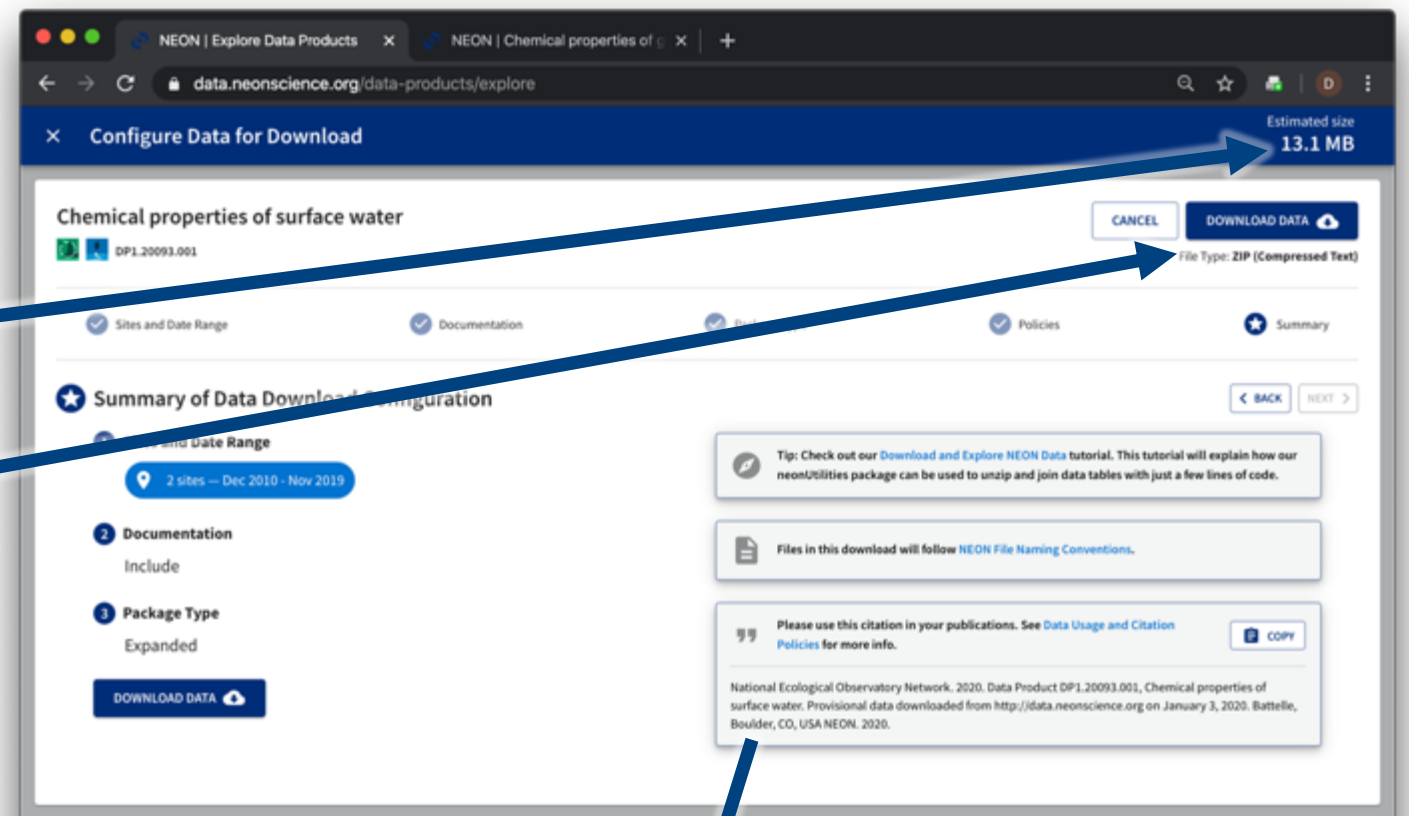 NEON | Explore Data Products
NEON | Chemical properties of g
data.neonscience.org/data-products/explore
D
Configure Data for Download
Estimated size
13.1 MB
Chemical properties of surface water
CANCEL
DOWNLOAD DATA
DP1.20093.001
File Type: ZIP (Compressed Text)
Sites and Date Range
Documentation
Policies
Summary
Summary of Data Download
BACK
NEXT
and Date Range
2 sites — Dec 2010 - Nov 2019
2 Documentation
Include
3 Package Type
Expanded
DOWNLOAD DATA
Tip: Check out our Download and Explore NEON Data tutorial. This tutorial will explain how our
neonUtilities package can be used to unzip and join data tables with just a few lines of code.
Files in this download will follow NEON File Naming Conventions.
Please use this citation in your publications. See Data Usage and Citation
Policies for more info.
COPY
National Ecological Observatory Network. 2020. Data Product DP1.20093.001, Chemical properties of
surface water. Provisional data downloaded from http://data.neonscience.org on January 3, 2020. Battelle,
Boulder, CO, USA NEON. 2020.